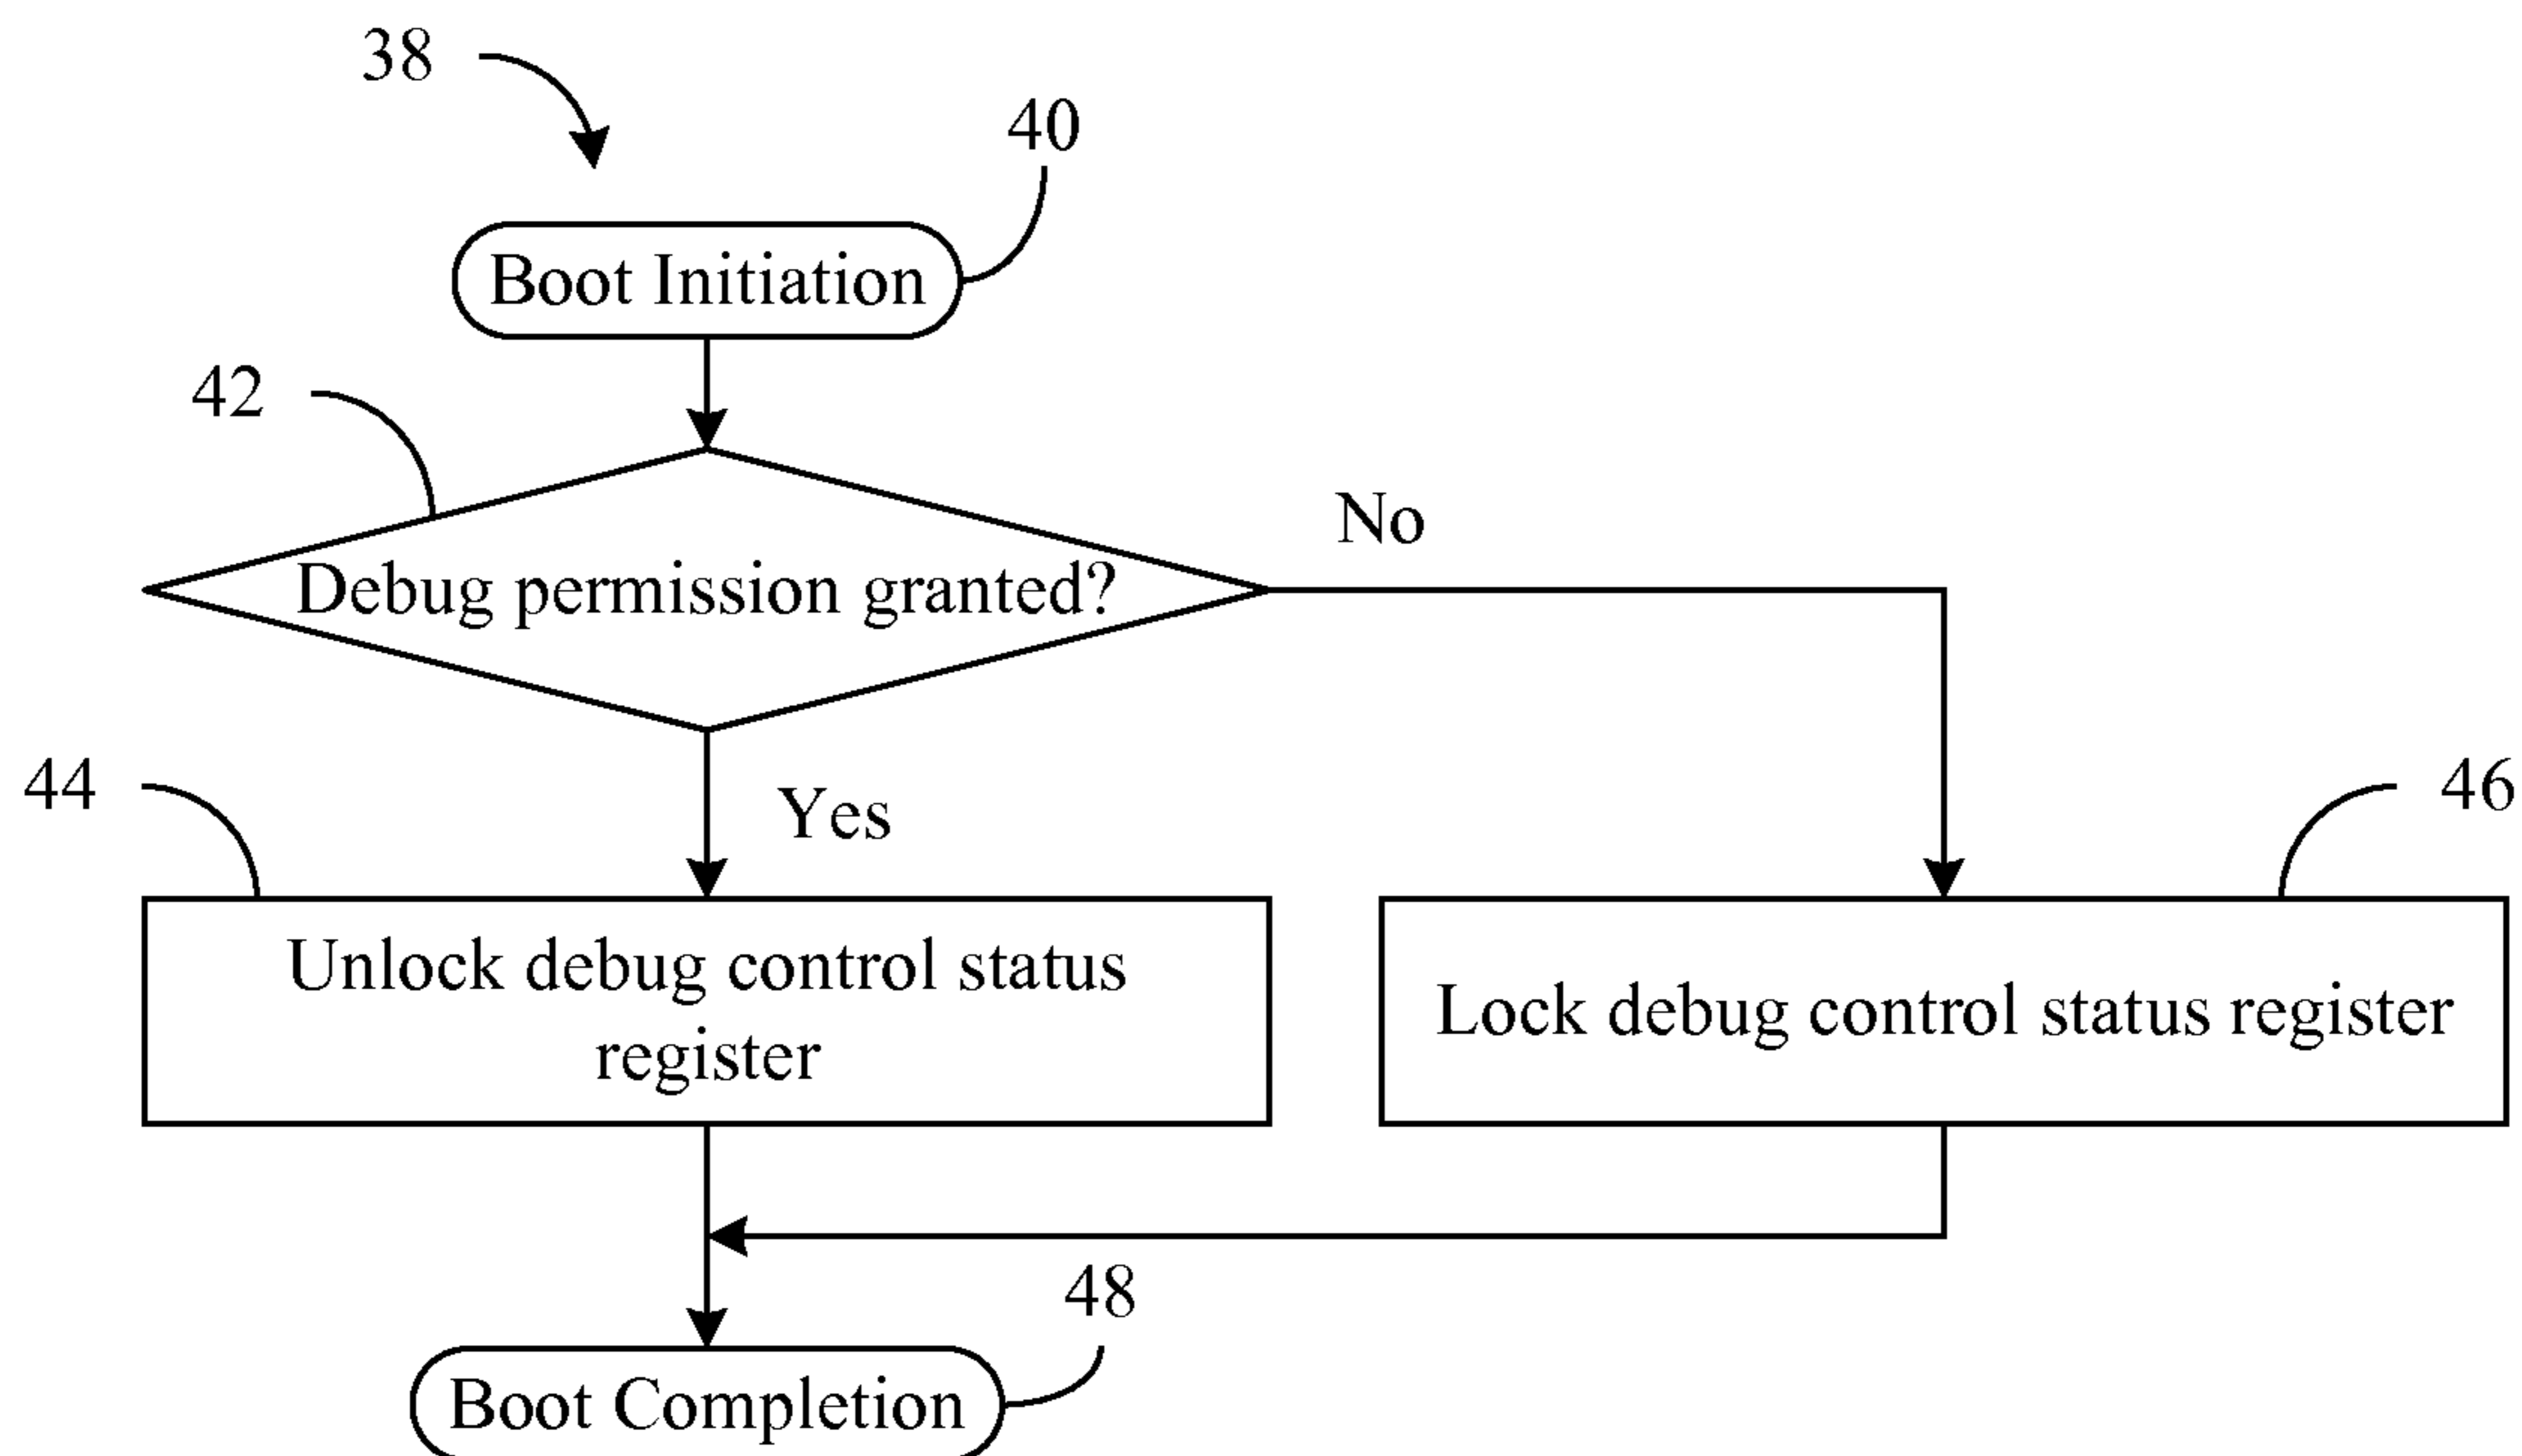 38
40
Boot Initiation
42
No
Debug permission granted?
44
Yes
46
Unlock debug control status
register
Lock debug control status register
48
Boot Completion